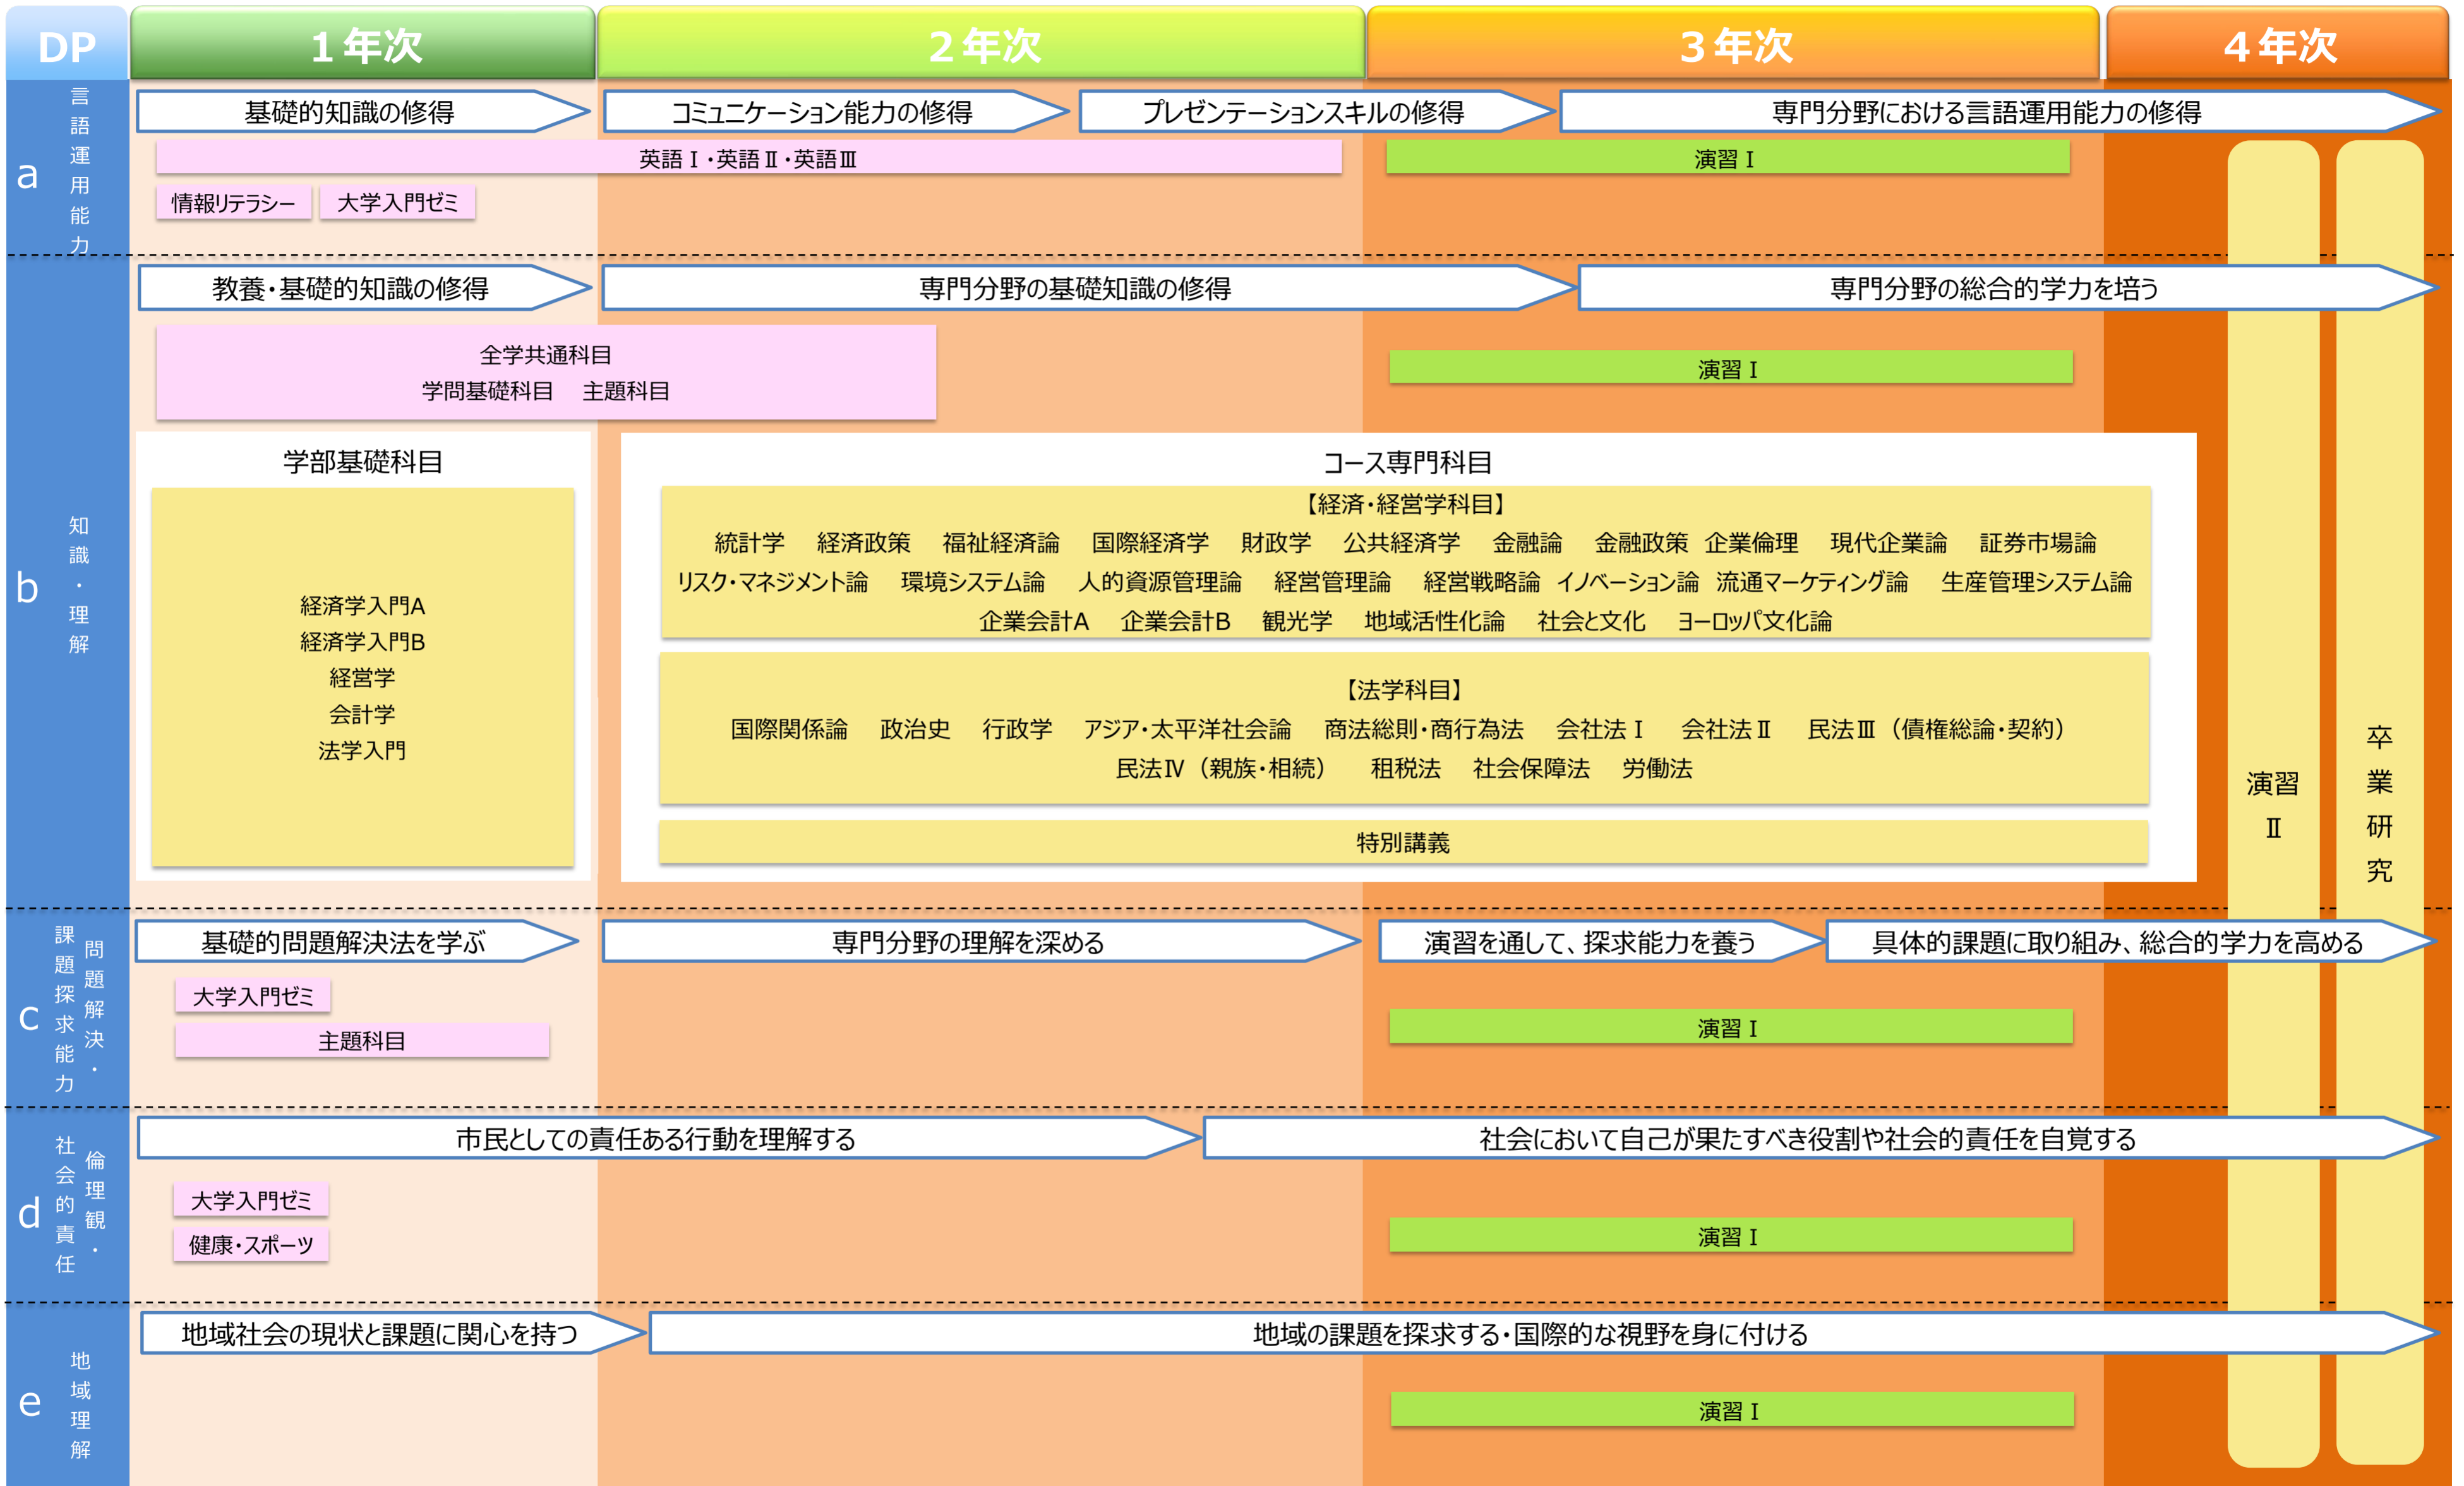 DP
１年次
２年次
３年次
４年次
a
言語運用能力
基礎的知識の修得
コミュニケーション能力の修得
プレゼンテーションスキルの修得
専門分野における言語運用能力の修得
英語Ⅰ・英語Ⅱ・英語Ⅲ
演習Ⅰ
情報リテラシー
大学入門ゼミ
b
知識・理解
教養・基礎的知識の修得
専門分野の基礎知識の修得
専門分野の総合的学力を培う
全学共通科目
学問基礎科目　主題科目
演習Ⅰ
学部基礎科目
経済学入門A
経済学入門B
経営学
会計学
法学入門
コース専門科目
【経済・経営学科目】
統計学　経済政策　福祉経済論　国際経済学　財政学　公共経済学　金融論　金融政策　企業倫理　現代企業論　証券市場論
リスク・マネジメント論　環境システム論　人的資源管理論　経営管理論　経営戦略論　イノベーション論　流通マーケティング論　生産管理システム論
企業会計A　企業会計B　観光学　地域活性化論　社会と文化　ヨーロッパ文化論
【法学科目】
国際関係論　政治史　行政学　アジア・太平洋社会論　商法総則・商行為法　会社法Ⅰ　会社法Ⅱ　民法Ⅲ（債権総論・契約）
民法Ⅳ（親族・相続）　租税法　社会保障法　労働法
特別講義
演習
Ⅱ
卒業研究
c
問題解決・
課題探求能力
基礎的問題解決法を学ぶ
専門分野の理解を深める
演習を通して、探求能力を養う
具体的課題に取り組み、総合的学力を高める
大学入門ゼミ
主題科目
演習Ⅰ
d
倫理観・
社会的責任
市民としての責任ある行動を理解する
社会において自己が果たすべき役割や社会的責任を自覚する
大学入門ゼミ
健康・スポーツ
演習Ⅰ
e
地域理解
地域社会の現状と課題に関心を持つ
地域の課題を探求する・国際的な視野を身に付ける
演習Ⅰ